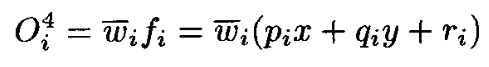 $O_i^4 = \overline{w}_i f_i = \overline{w}_i (p_i x + q_i y + r_i)$